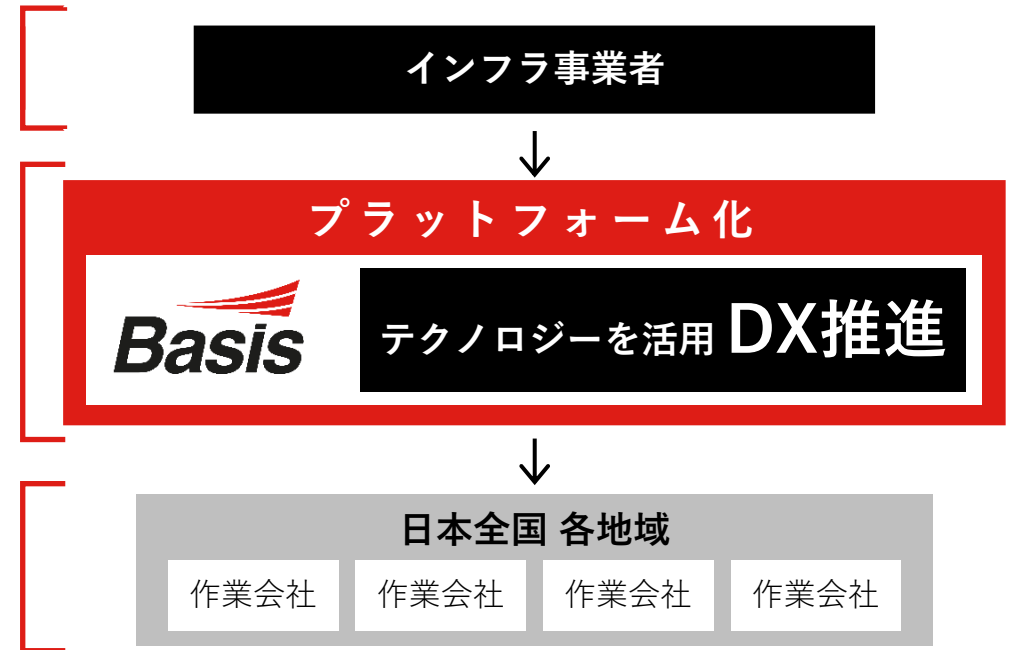 インフラ事業者
プラットフォーム化
Basis
テクノロジーを活用 DX推進
日本全国 各地域
作業会社 作業会社 作業会社 作業会社